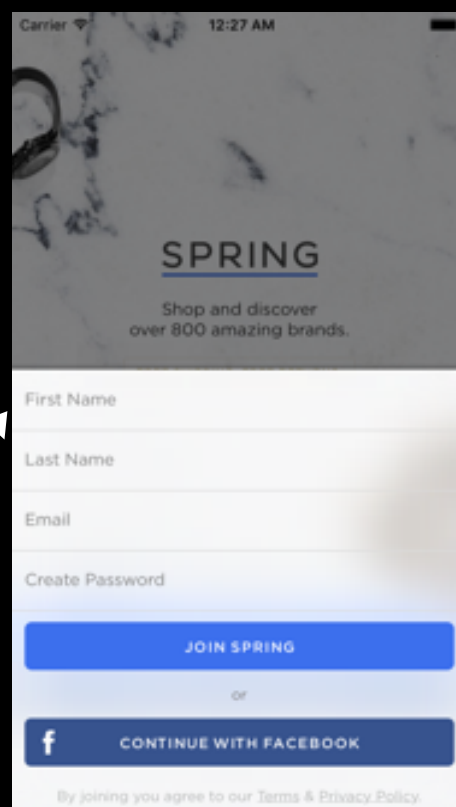 Carrier 12:27 AM
SPRING
Shop and discover
over 800 amazing brands.
First Name
Last Name
Email
Create Password
JOIN SPRING
or
f CONTINUE WITH FACEBOOK
By joining you agree to our Terms & Privacy Policy.